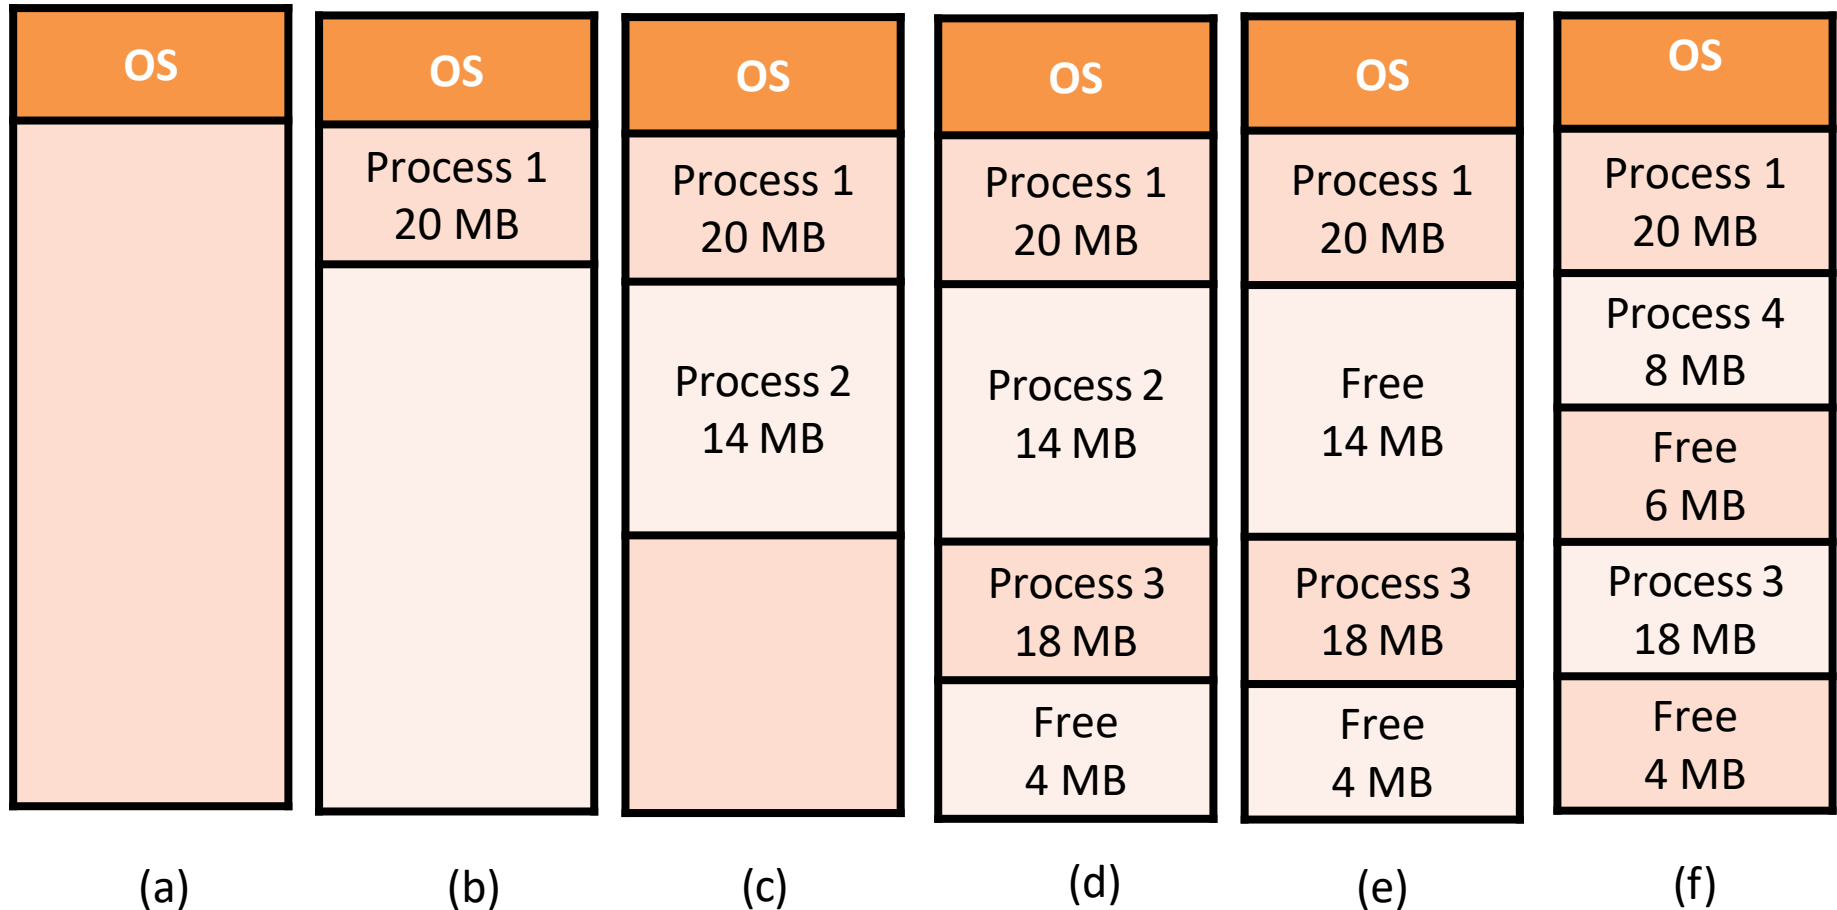 OS
(a)
OS
Process 1
20 MB
(b)
OS
Process 1
20 MB
Process 2
14 MB
(c)
OS
Process 1
20 MB
Process 2
14 MB
Process 3
18 MB
Free
4 MB
(d)
OS
Process 1
20 MB
Free
14 MB
Process 3
18 MB
Free
4 MB
(e)
OS
Process 1
20 MB
Process 4
8 MB
Free
6 MB
Process 3
18 MB
Free
4 MB
(f)